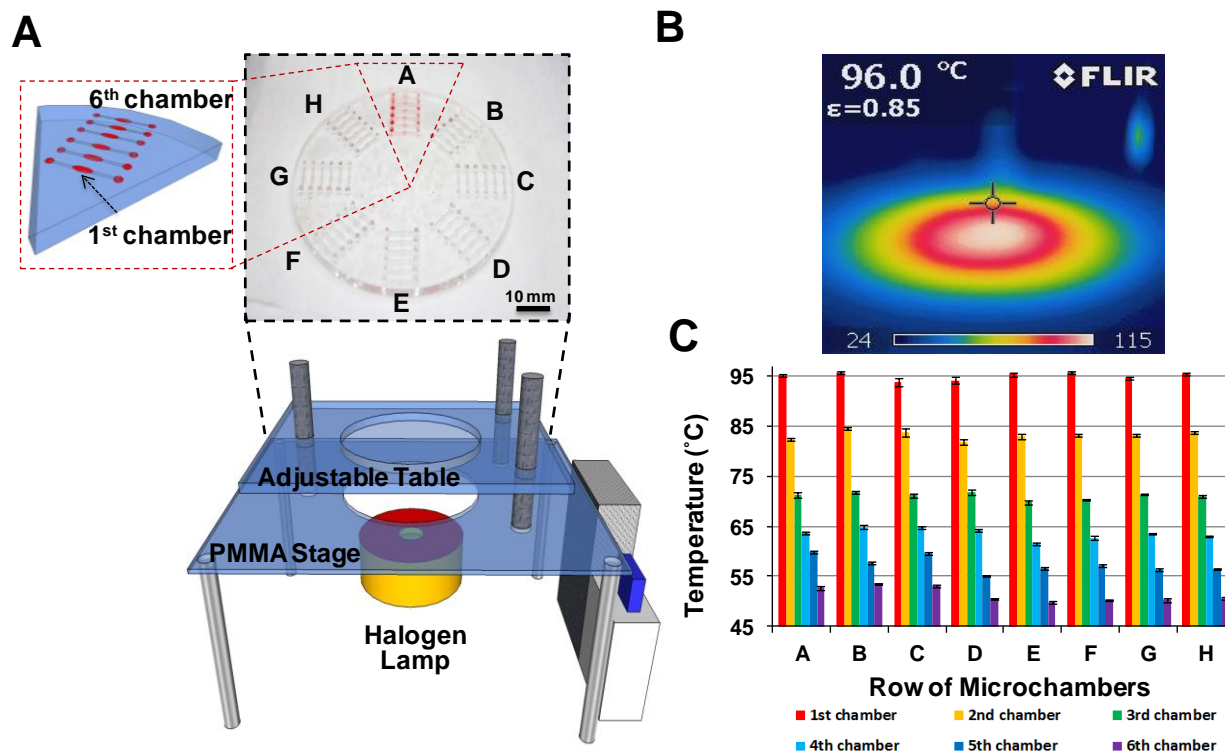 A
6th chamber
1st chamber
A
B
C
D
E
F
G
H
10 mm
Adjustable Table
PMMA Stage
Halogen
Lamp
B
96.0 °C
ε=0.85
FLIR
24
115
C
Temperature (˚C)
95
85
75
65
55
45
A B C D E F G H
Row of Microchambers
1st chamber 2nd chamber 3rd chamber
4th chamber 5th chamber 6th chamber